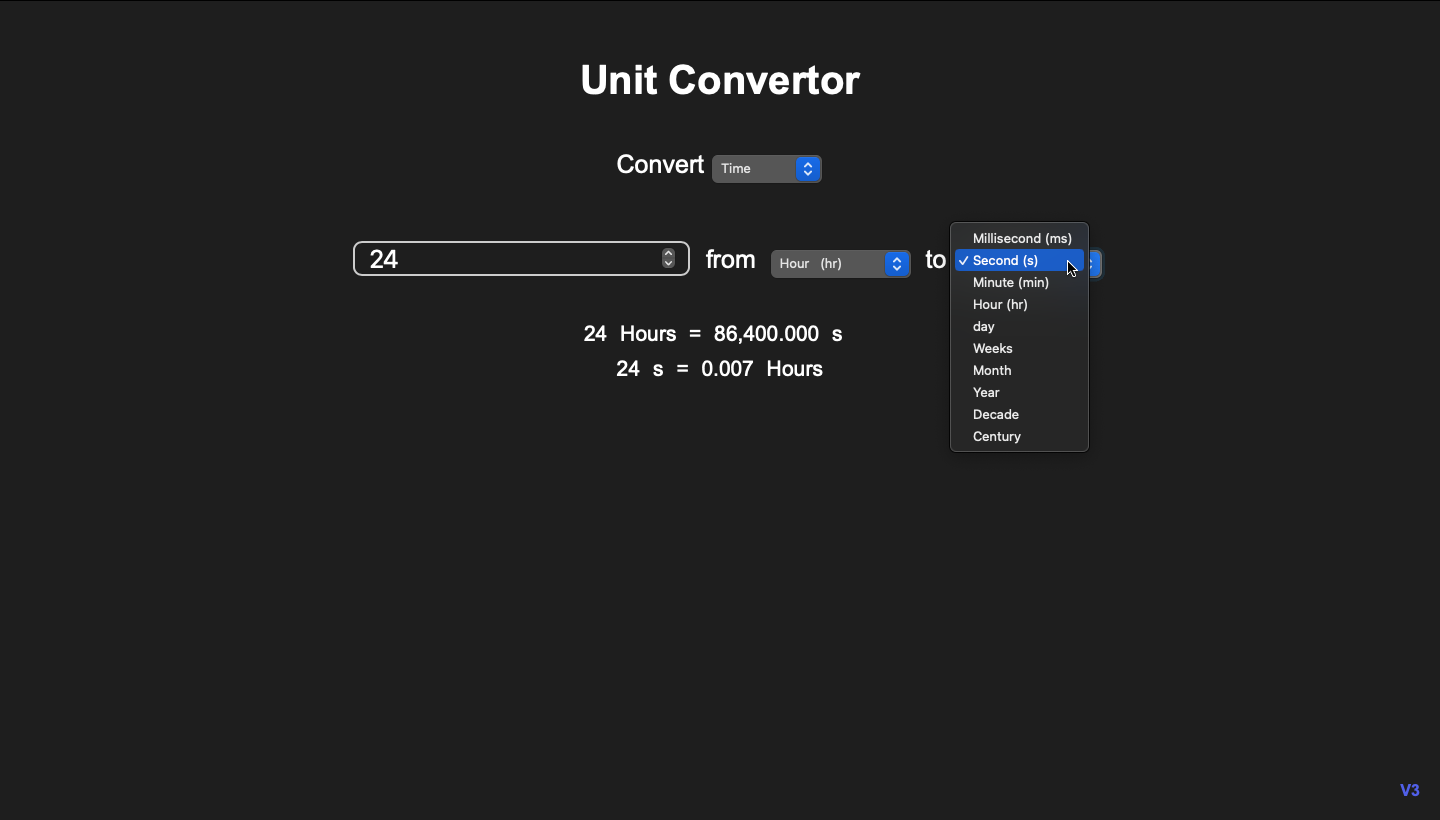 Unit Convertor
Convert Time
24 from Hour (hr) to
Millisecond (ms)
✓ Second (s)
Minute (min)
Hour (hr)
day
Weeks
Month
Year
Decade
Century
24 Hours = 86,400.000 s
24 s = 0.007 Hours
V3